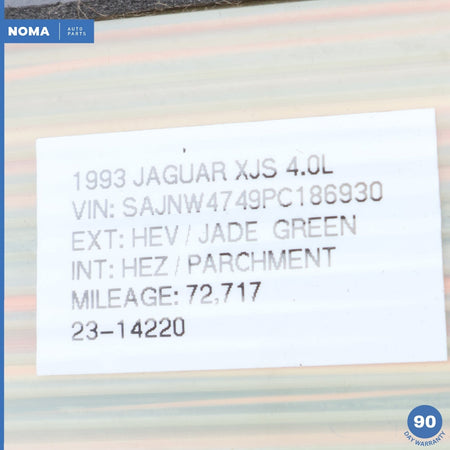 NOMA AUTO
PARTS
1993 JAGUAR XJS 4.0L
VIN: SAJNW4749PC186930
EXT: HEV / JADE GREEN
INT: HEZ / PARCHMENT
MILEAGE: 72,717
23-14220
90
DAY WARRANTY